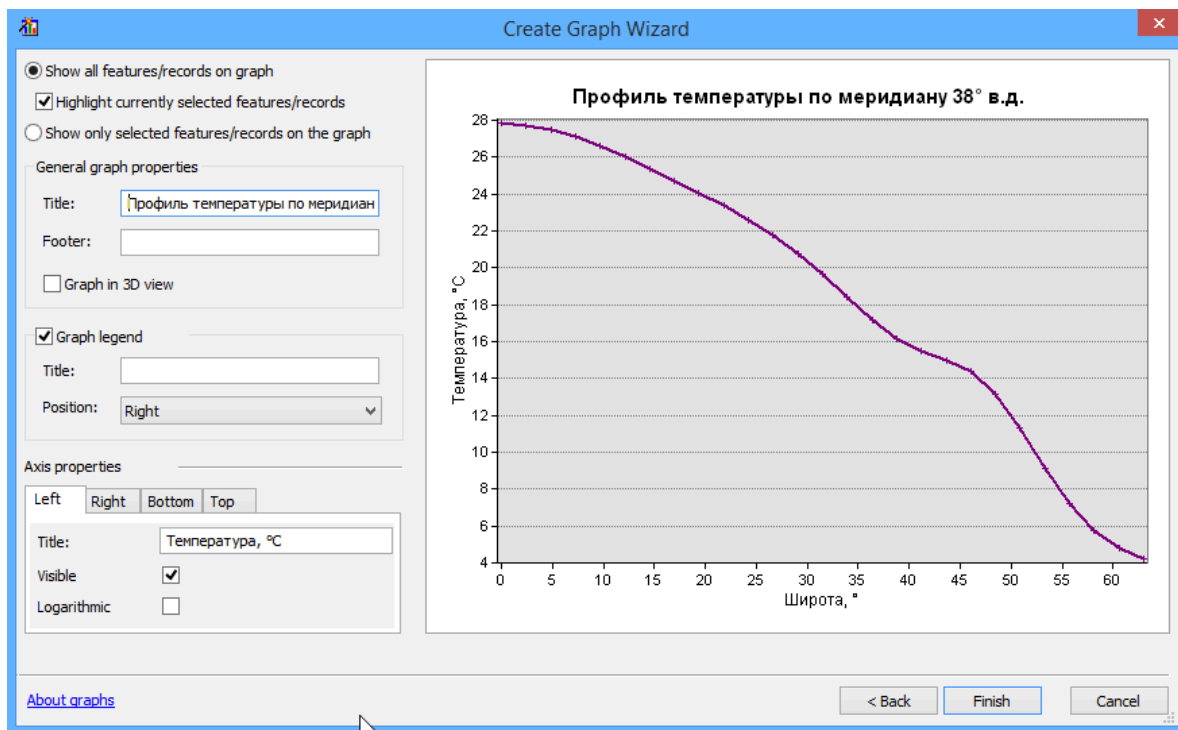 Create Graph Wizard
Show all features/records on graph
Highlight currently selected features/records
Show only selected features/records on the graph
General graph properties
Title: Профиль температуры по меридиан
Footer:
Graph in 3D view
Graph legend
Title:
Position: Right
Axis properties
Left Right Bottom Top
Title: Температура, °C
Visible
Logarithmic
Профиль температуры по меридиану 38° в.д.
Температура, °C
28
26
24
22
20
18
16
14
12
10
8
6
4
0 5 10 15 20 25 30 35 40 45 50 55 60
Широта, °
About graphs
< Back Finish Cancel